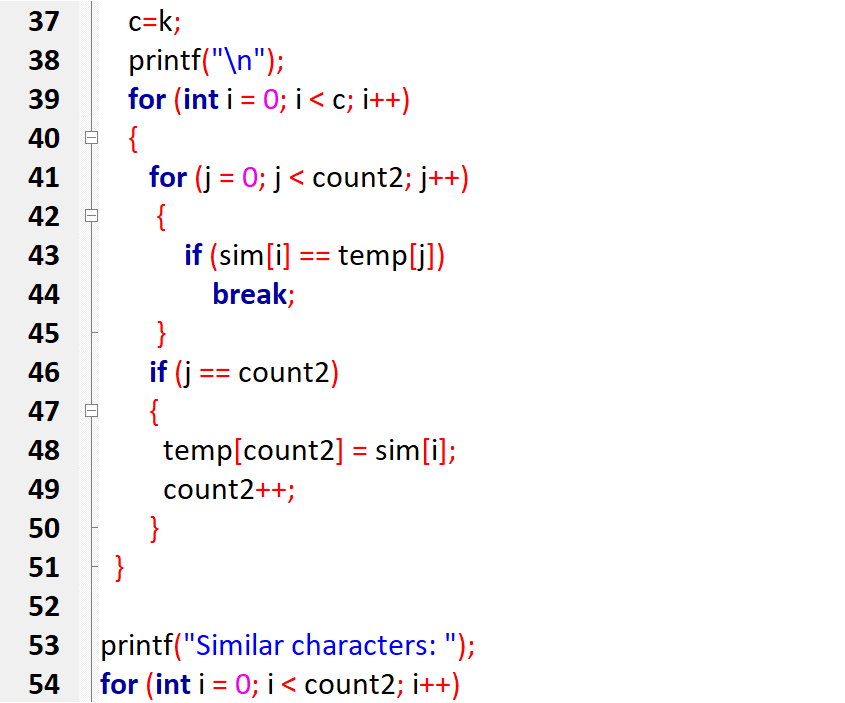 37 c=k;
38 printf("\n");
39 for (int i = 0; i < c; i++)
40 {
41 for (j = 0; j < count2; j++)
42 {
43 if (sim[i] == temp[j])
44 break;
45 }
46 if (j == count2)
47 {
48 temp[count2] = sim[i];
49 count2++;
50 }
51 }
52
53 printf("Similar characters: ");
54 for (int i = 0; i < count2; i++)